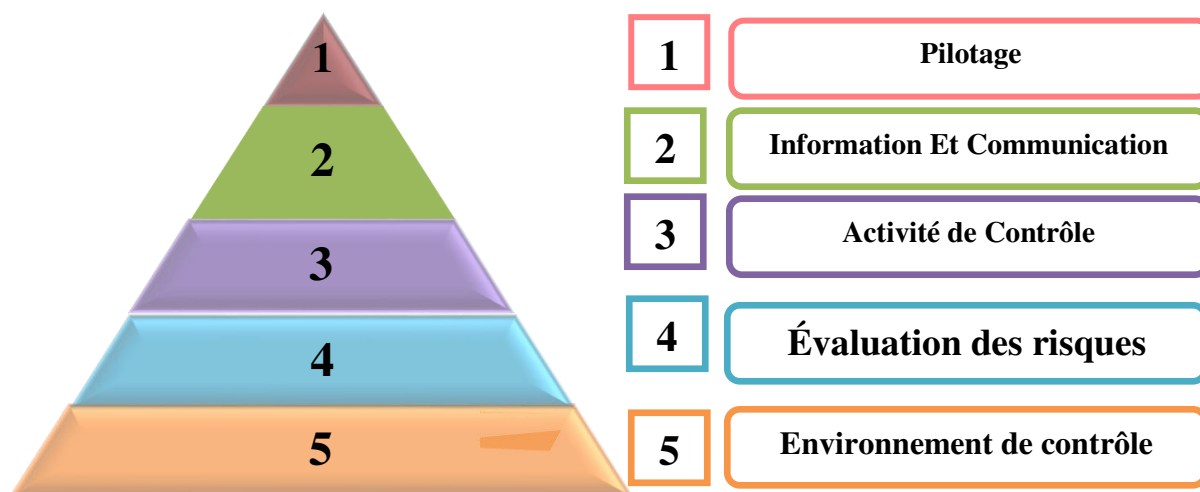 1
2
3
4
5
1 Pilotage
2 Information Et Communication
3 Activité de Contrôle
4 Évaluation des risques
5 Environnement de contrôle